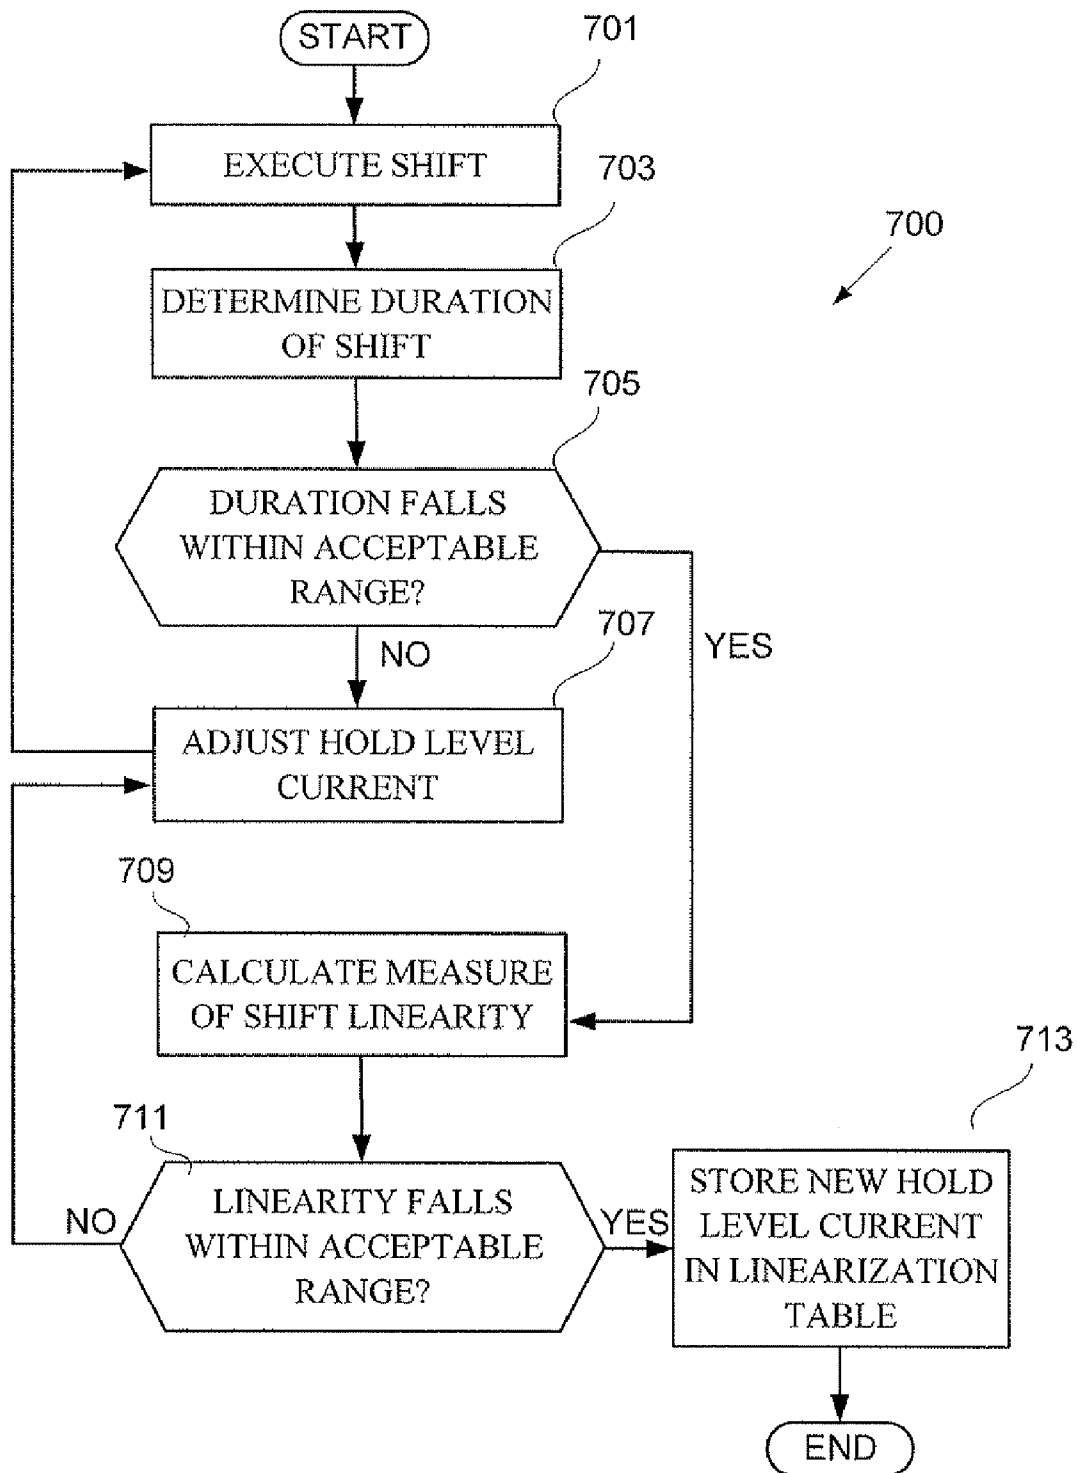 START
701
EXECUTE SHIFT
703
700
DETERMINE DURATION
OF SHIFT
705
DURATION FALLS
WITHIN ACCEPTABLE
RANGE?
707
NO
YES
ADJUST HOLD LEVEL
CURRENT
709
CALCULATE MEASURE
OF SHIFT LINEARITY
713
711
LINEARITY FALLS
WITHIN ACCEPTABLE
RANGE?
NO
YES
STORE NEW HOLD
LEVEL CURRENT
IN LINEARIZATION
TABLE
END